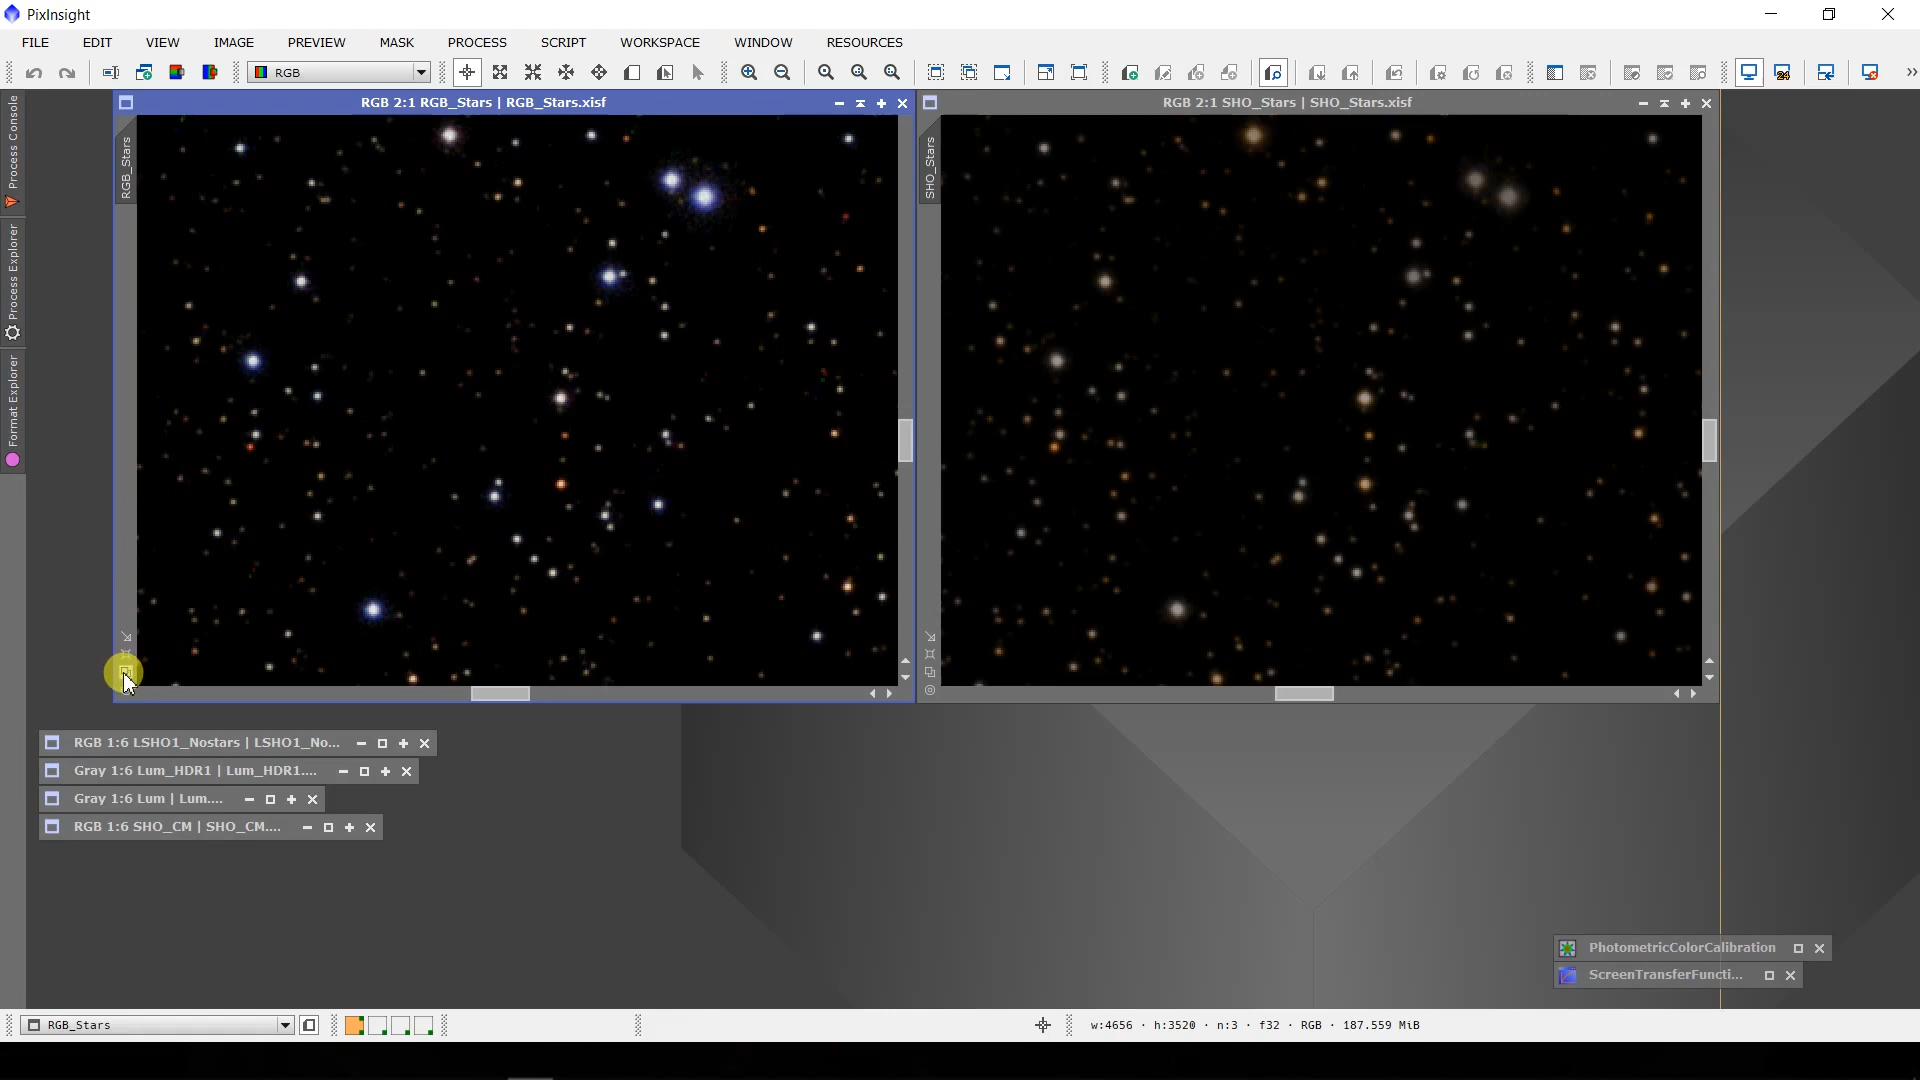 PixInsight
FILE EDIT VIEW IMAGE PREVIEW MASK PROCESS SCRIPT WORKSPACE WINDOW RESOURCES
RGB
24
Process Console
Process Explorer
Format Explorer
RGB 2:1 RGB_Stars | RGB_Stars.xisf
RGB_Stars
RGB 2:1 SHO_Stars | SHO_Stars.xisf
SHO_Stars
RGB 1:6 LSHO1_Nostars | LSHO1_No...
Gray 1:6 Lum_HDR1 | Lum_HDR1....
Gray 1:6 Lum | Lum....
RGB 1:6 SHO_CM | SHO_CM....
PhotometricColorCalibration
ScreenTransferFuncti...
RGB_Stars
w:4656 · h:3520 · n:3 · f32 · RGB · 187.559 MiB